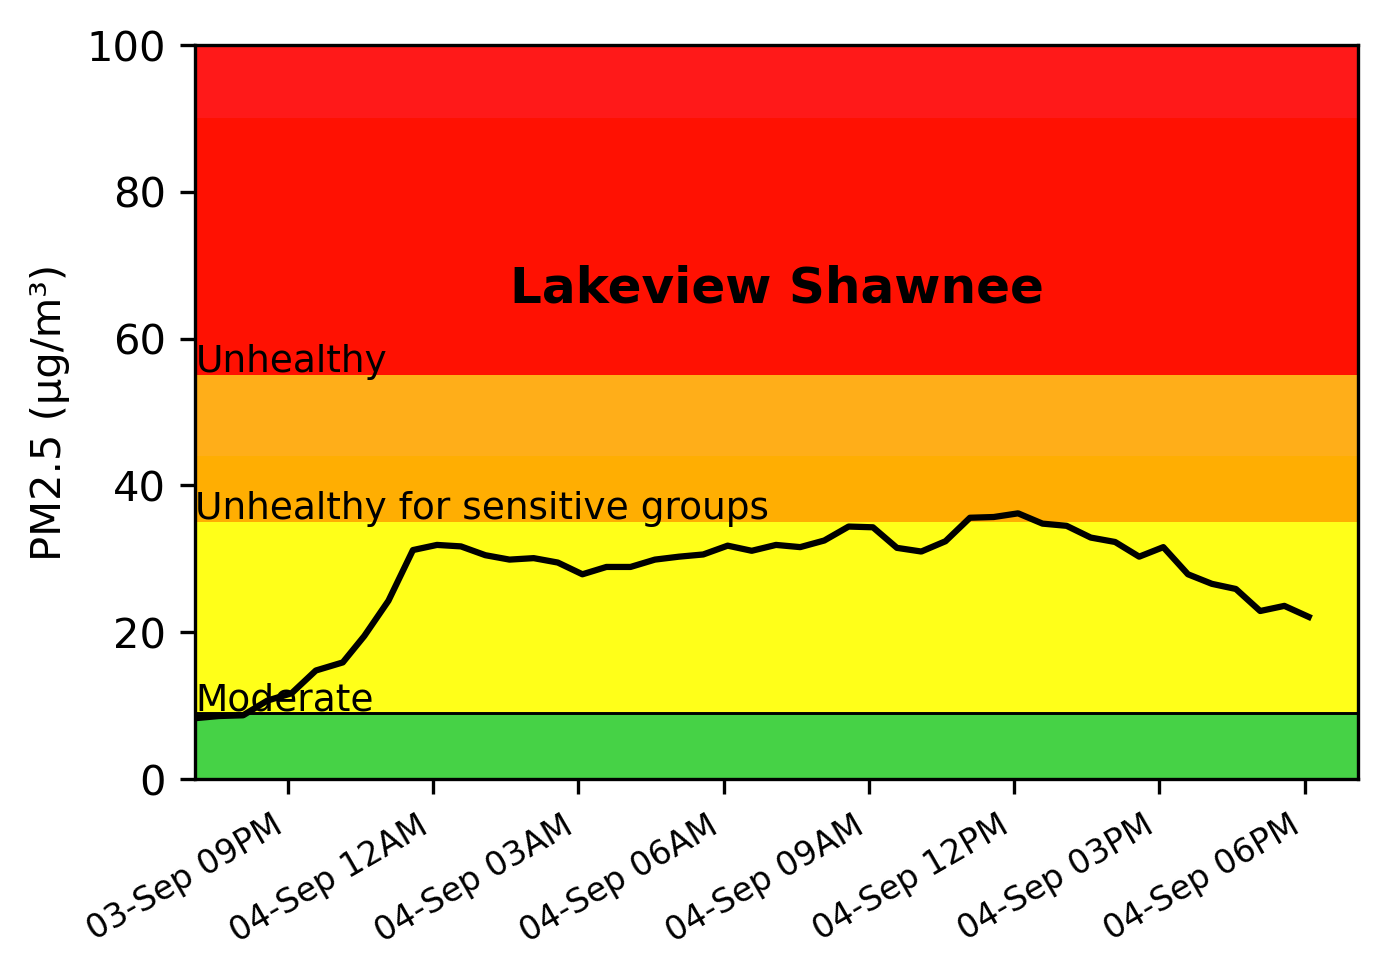 100
80
60
40
20
0
PM2.5 (µg/m³)
Lakeview Shawnee
Unhealthy
Unhealthy for sensitive groups
Moderate
03-Sep 09PM
04-Sep 12AM
04-Sep 03AM
04-Sep 06AM
04-Sep 09AM
04-Sep 12PM
04-Sep 03PM
04-Sep 06PM